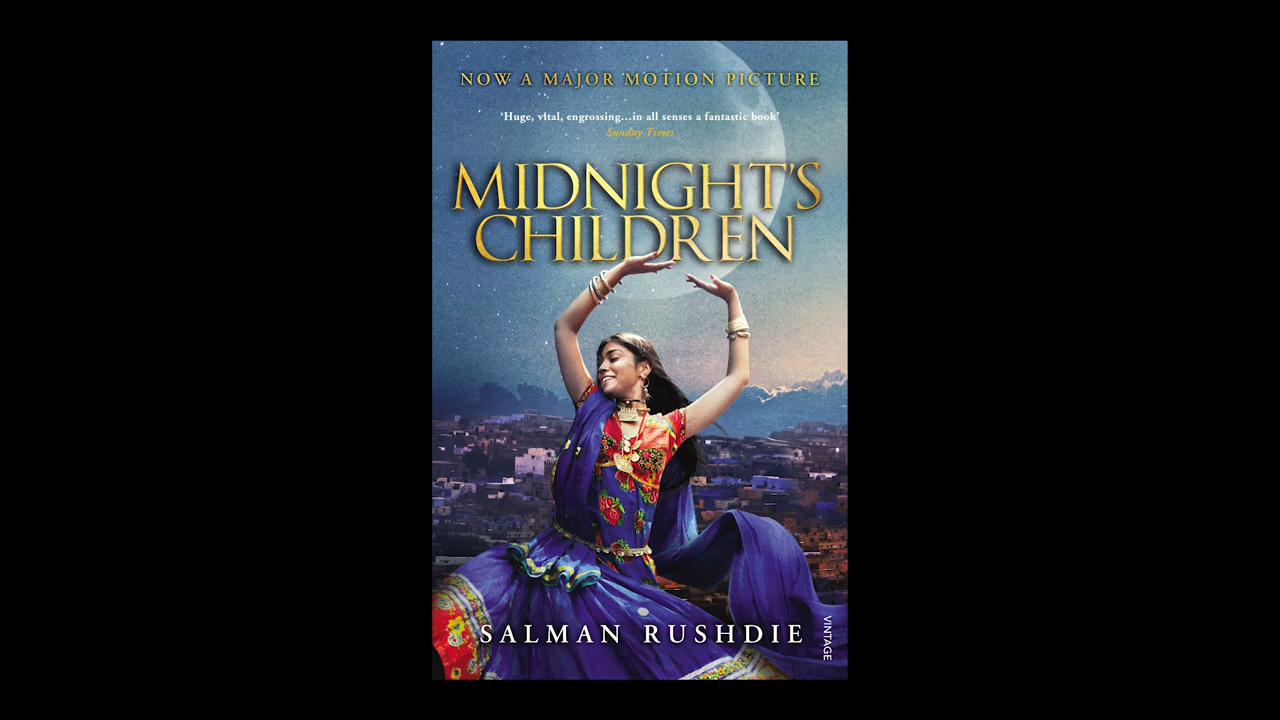 NOW A MAJOR MOTION PICTURE
‘Huge, vital, engrossing...in all senses a fantastic book’
Sunday Times
MIDNIGHT'S
CHILDREN
SALMAN RUSHDIE
VINTAGE